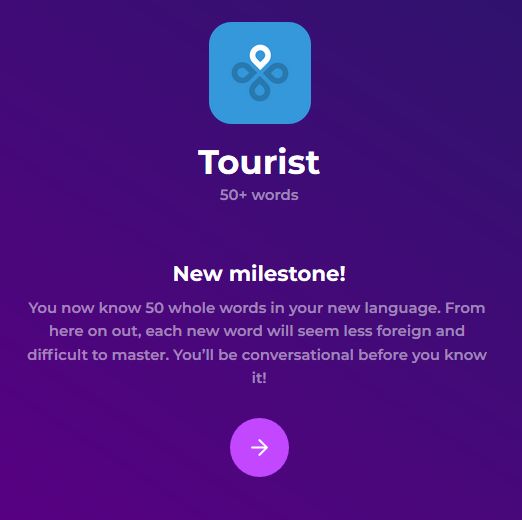 Tourist
50+ words
New milestone!
You now know 50 whole words in your new language. From
here on out, each new word will seem less foreign and
difficult to master. You’ll be conversational before you know
it!